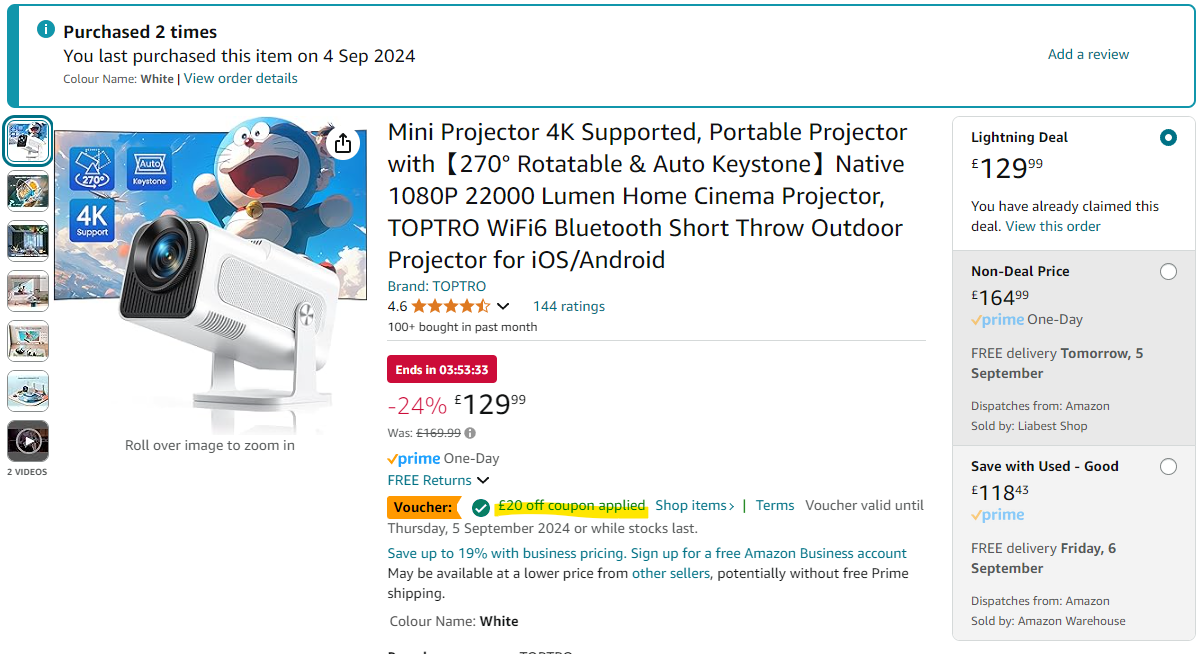 Purchased 2 times
You last purchased this item on 4 Sep 2024
Colour Name: White | View order details
Add a review
270°
Auto
Keystone
4K
Support
2 VIDEOS
Roll over image to zoom in
Mini Projector 4K Supported, Portable Projector
with【270° Rotatable & Auto Keystone】Native
1080P 22000 Lumen Home Cinema Projector,
TOPTRO WiFi6 Bluetooth Short Throw Outdoor
Projector for iOS/Android
Brand: TOPTRO
4.6 144 ratings
100+ bought in past month
Ends in 03:53:33
-24% £129⁹⁹
Was: £169.99
prime One-Day
FREE Returns
Voucher: £20 off coupon applied Shop items› | Terms Voucher valid until
Thursday, 5 September 2024 or while stocks last.
Save up to 19% with business pricing. Sign up for a free Amazon Business account
May be available at a lower price from other sellers, potentially without free Prime
shipping.
Colour Name: White
Lightning Deal
£129⁹⁹
You have already claimed this
deal. View this order
Non-Deal Price
£164⁹⁹
prime One-Day
FREE delivery Tomorrow, 5
September
Dispatches from: Amazon
Sold by: Liabest Shop
Save with Used - Good
£118⁴³
prime
FREE delivery Friday, 6
September
Dispatches from: Amazon
Sold by: Amazon Warehouse